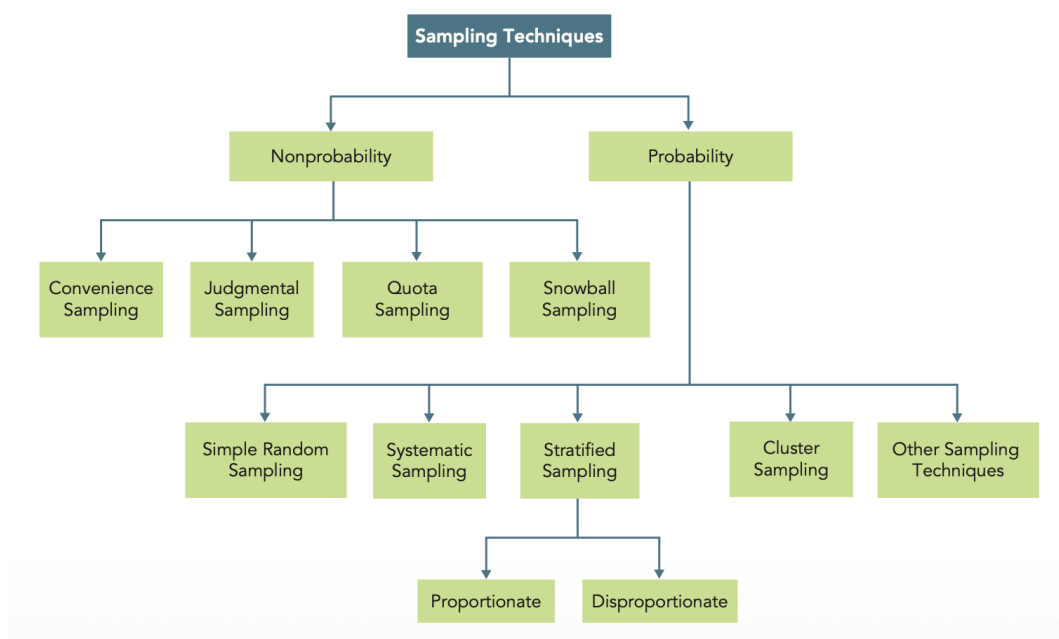 Sampling Techniques
Nonprobability
Probability
Convenience
Sampling
Judgmental
Sampling
Quota
Sampling
Snowball
Sampling
Simple Random
Sampling
Systematic
Sampling
Stratified
Sampling
Cluster
Sampling
Other Sampling
Techniques
Proportionate
Disproportionate